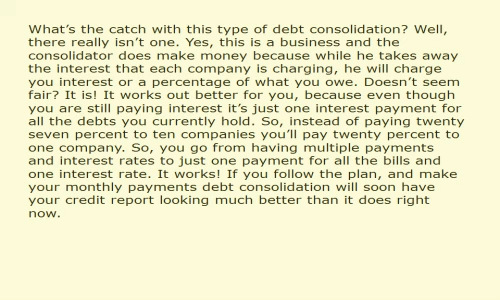 What's the catch with this type of debt consolidation? Well,
there really isn't one. Yes, this is a business and the
consolidator does make money because while he takes away
the interest that each company is charging, he will charge
you interest or a percentage of what you owe. Doesn't seem
fair? It is! It works out better for you, because even though
you are still paying interest it's just one interest payment for
all the debts you currently hold. So, instead of paying twenty
seven percent to ten companies you'll pay twenty percent to
one company. So, you go from having multiple payments
and interest rates to just one payment for all the bills and
one interest rate. It works! If you follow the plan, and make
your monthly payments debt consolidation will soon have
your credit report looking much better than it does right
now.